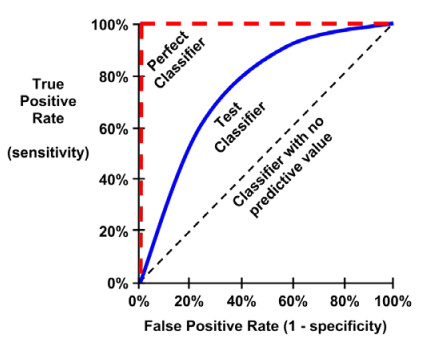 100%
80%
60%
40%
20%
0%
True
Positive
Rate
(sensitivity)
Perfect
Classifier
Test
Classifier
Classifier with no
predictive value
0%
20%
40%
60%
80%
100%
False Positive Rate (1 - specificity)